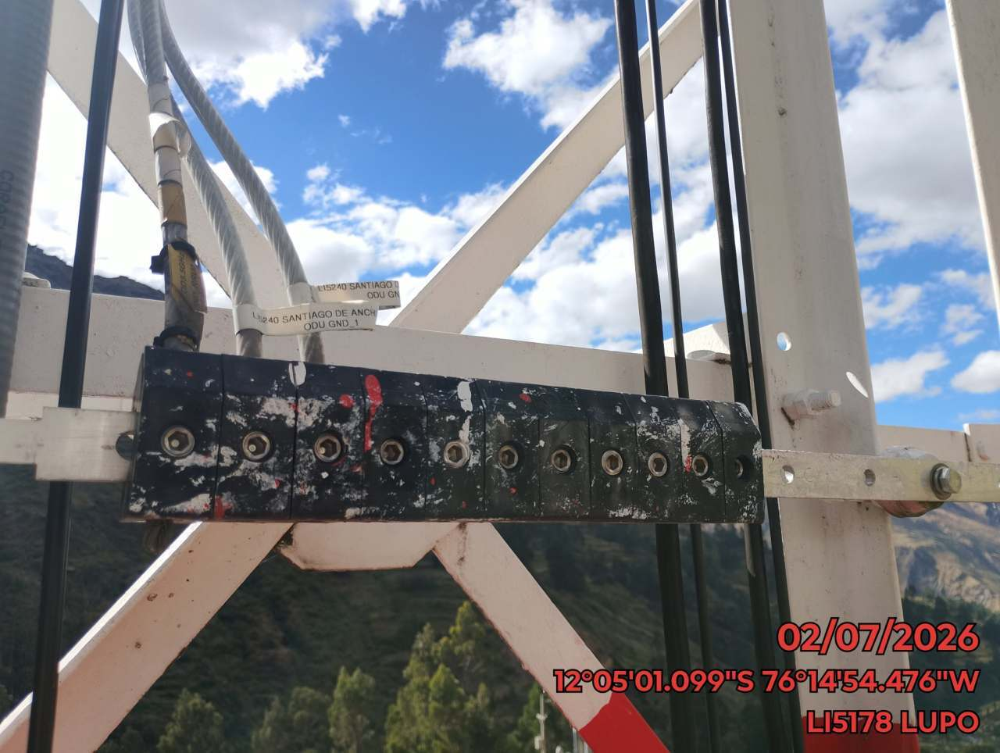 LI5240 SANTIAGO D
ODU GN
LI5240 SANTIAGO DE ANCH
ODU GND_1
02/07/2026
12°05'01.099"S 76°14'54.476"W
LI5178 LUPO